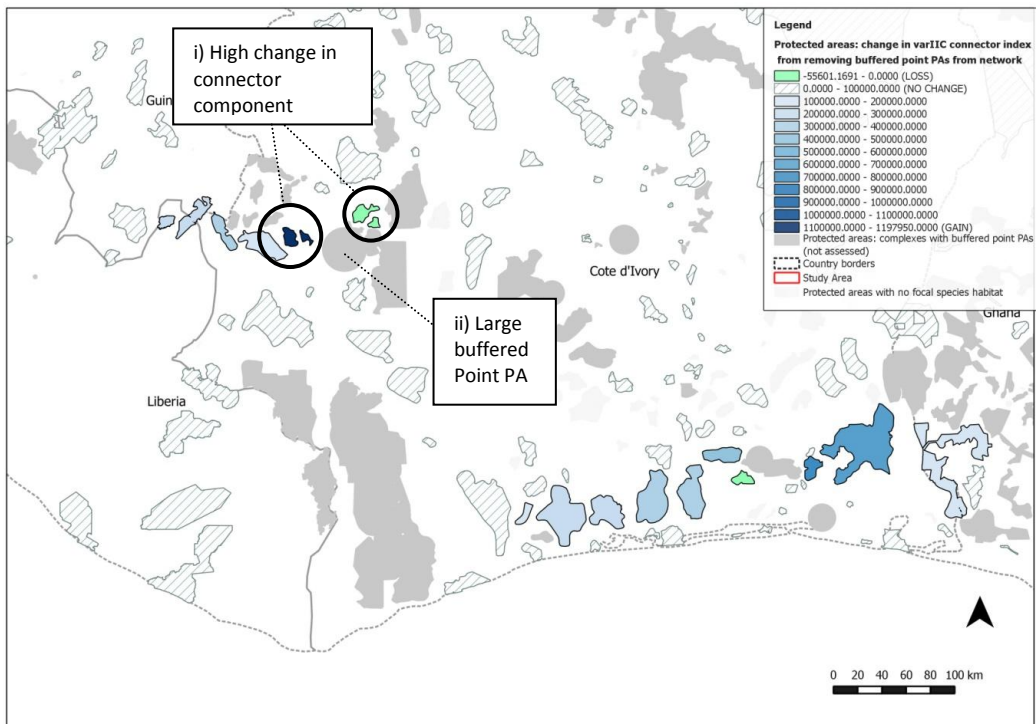 i) High change in
connector
component
Guin
ii) Large
buffered
Point PA
Cote d'Ivory
Liberia
Ghana
Legend
Protected areas: change in varIIC connector index
from removing buffered point PAs from network
-55601.1691 - 0.0000 (LOSS)
0.0000 - 100000.0000 (NO CHANGE)
100000.0000 - 200000.0000
200000.0000 - 300000.0000
300000.0000 - 400000.0000
400000.0000 - 500000.0000
500000.0000 - 600000.0000
600000.0000 - 700000.0000
700000.0000 - 800000.0000
800000.0000 - 900000.0000
900000.0000 - 1000000.0000
1000000.0000 - 1100000.0000
1100000.0000 - 1197950.0000 (GAIN)
Protected areas: complexes with buffered point PAs
(not assessed)
Country borders
Study Area
Protected areas with no focal species habitat
0 20 40 60 80 100 km